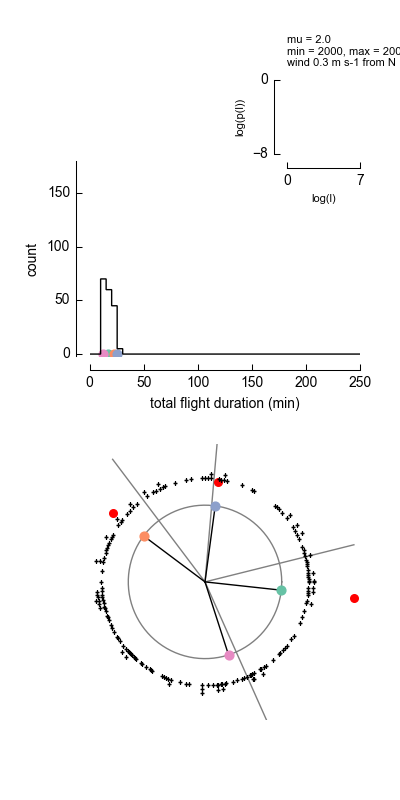 mu = 2.0
min = 2000, max = 200
wind 0.3 m s-1 from N
0
log(p(l))
−8
0 7
log(l)
150
count
100
50
0
0 50 100 150 200 250
total flight duration (min)